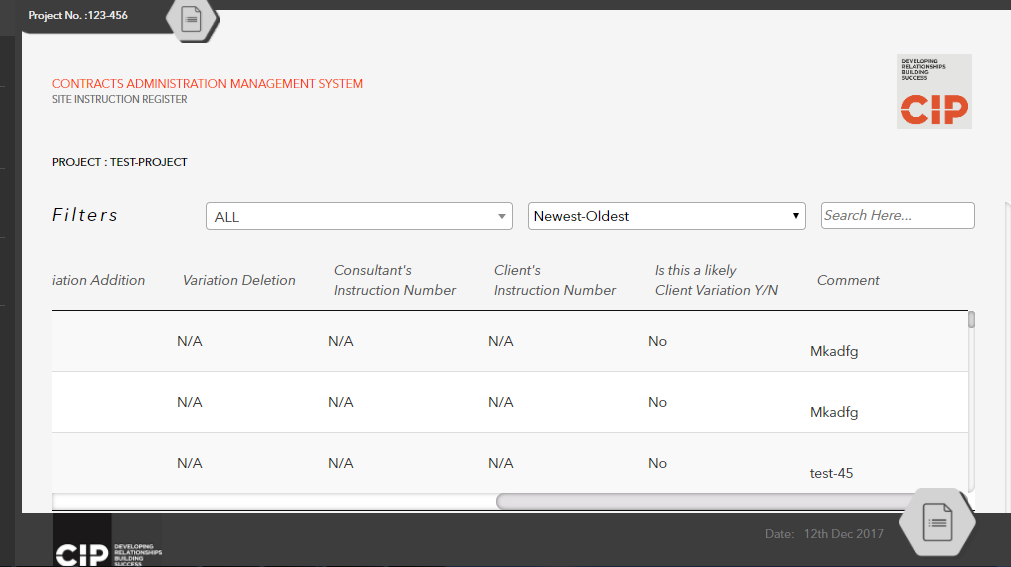 Project No. :123-456
DEVELOPING
RELATIONSHIPS
BUILDING
SUCCESS
CIP
CONTRACTS ADMINISTRATION MANAGEMENT SYSTEM
SITE INSTRUCTION REGISTER
PROJECT : TEST-PROJECT
Filters ALL Newest-Oldest Search Here...
iation Addition Variation Deletion Consultant's Instruction Number Client's Instruction Number Is this a likely Client Variation Y/N Comment
N/A N/A N/A No Mkadfg
N/A N/A N/A No Mkadfg
N/A N/A N/A No test-45
Date: 12th Dec 2017
CIP
DEVELOPING
RELATIONSHIPS
BUILDING
SUCCESS